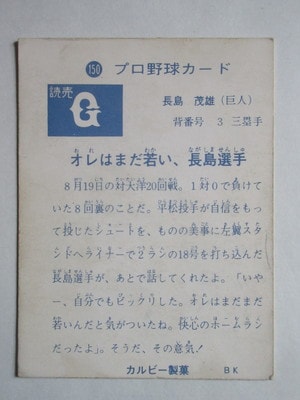 150 プロ野球カード
読売
G
長島 茂雄(巨人)
背番号 3 三塁手
オレはまだ若い、長島選手
8月19日の対大洋20回戦。1対0で負けて
いた8回裏のことだ。平松投手が自信をもっ
て投じたシュートを、ものの美事に左翼スタ
ンドへライナーで2ランの18号を打ち込んだ
長島選手が、あとで話してくれたよ。「いや
ー、自分でもビックリした。オレはまだまだ
若いんだと気がついたね。快心のホームラン
だったよ」。そうだ、その意気!
カルビー製菓 BK